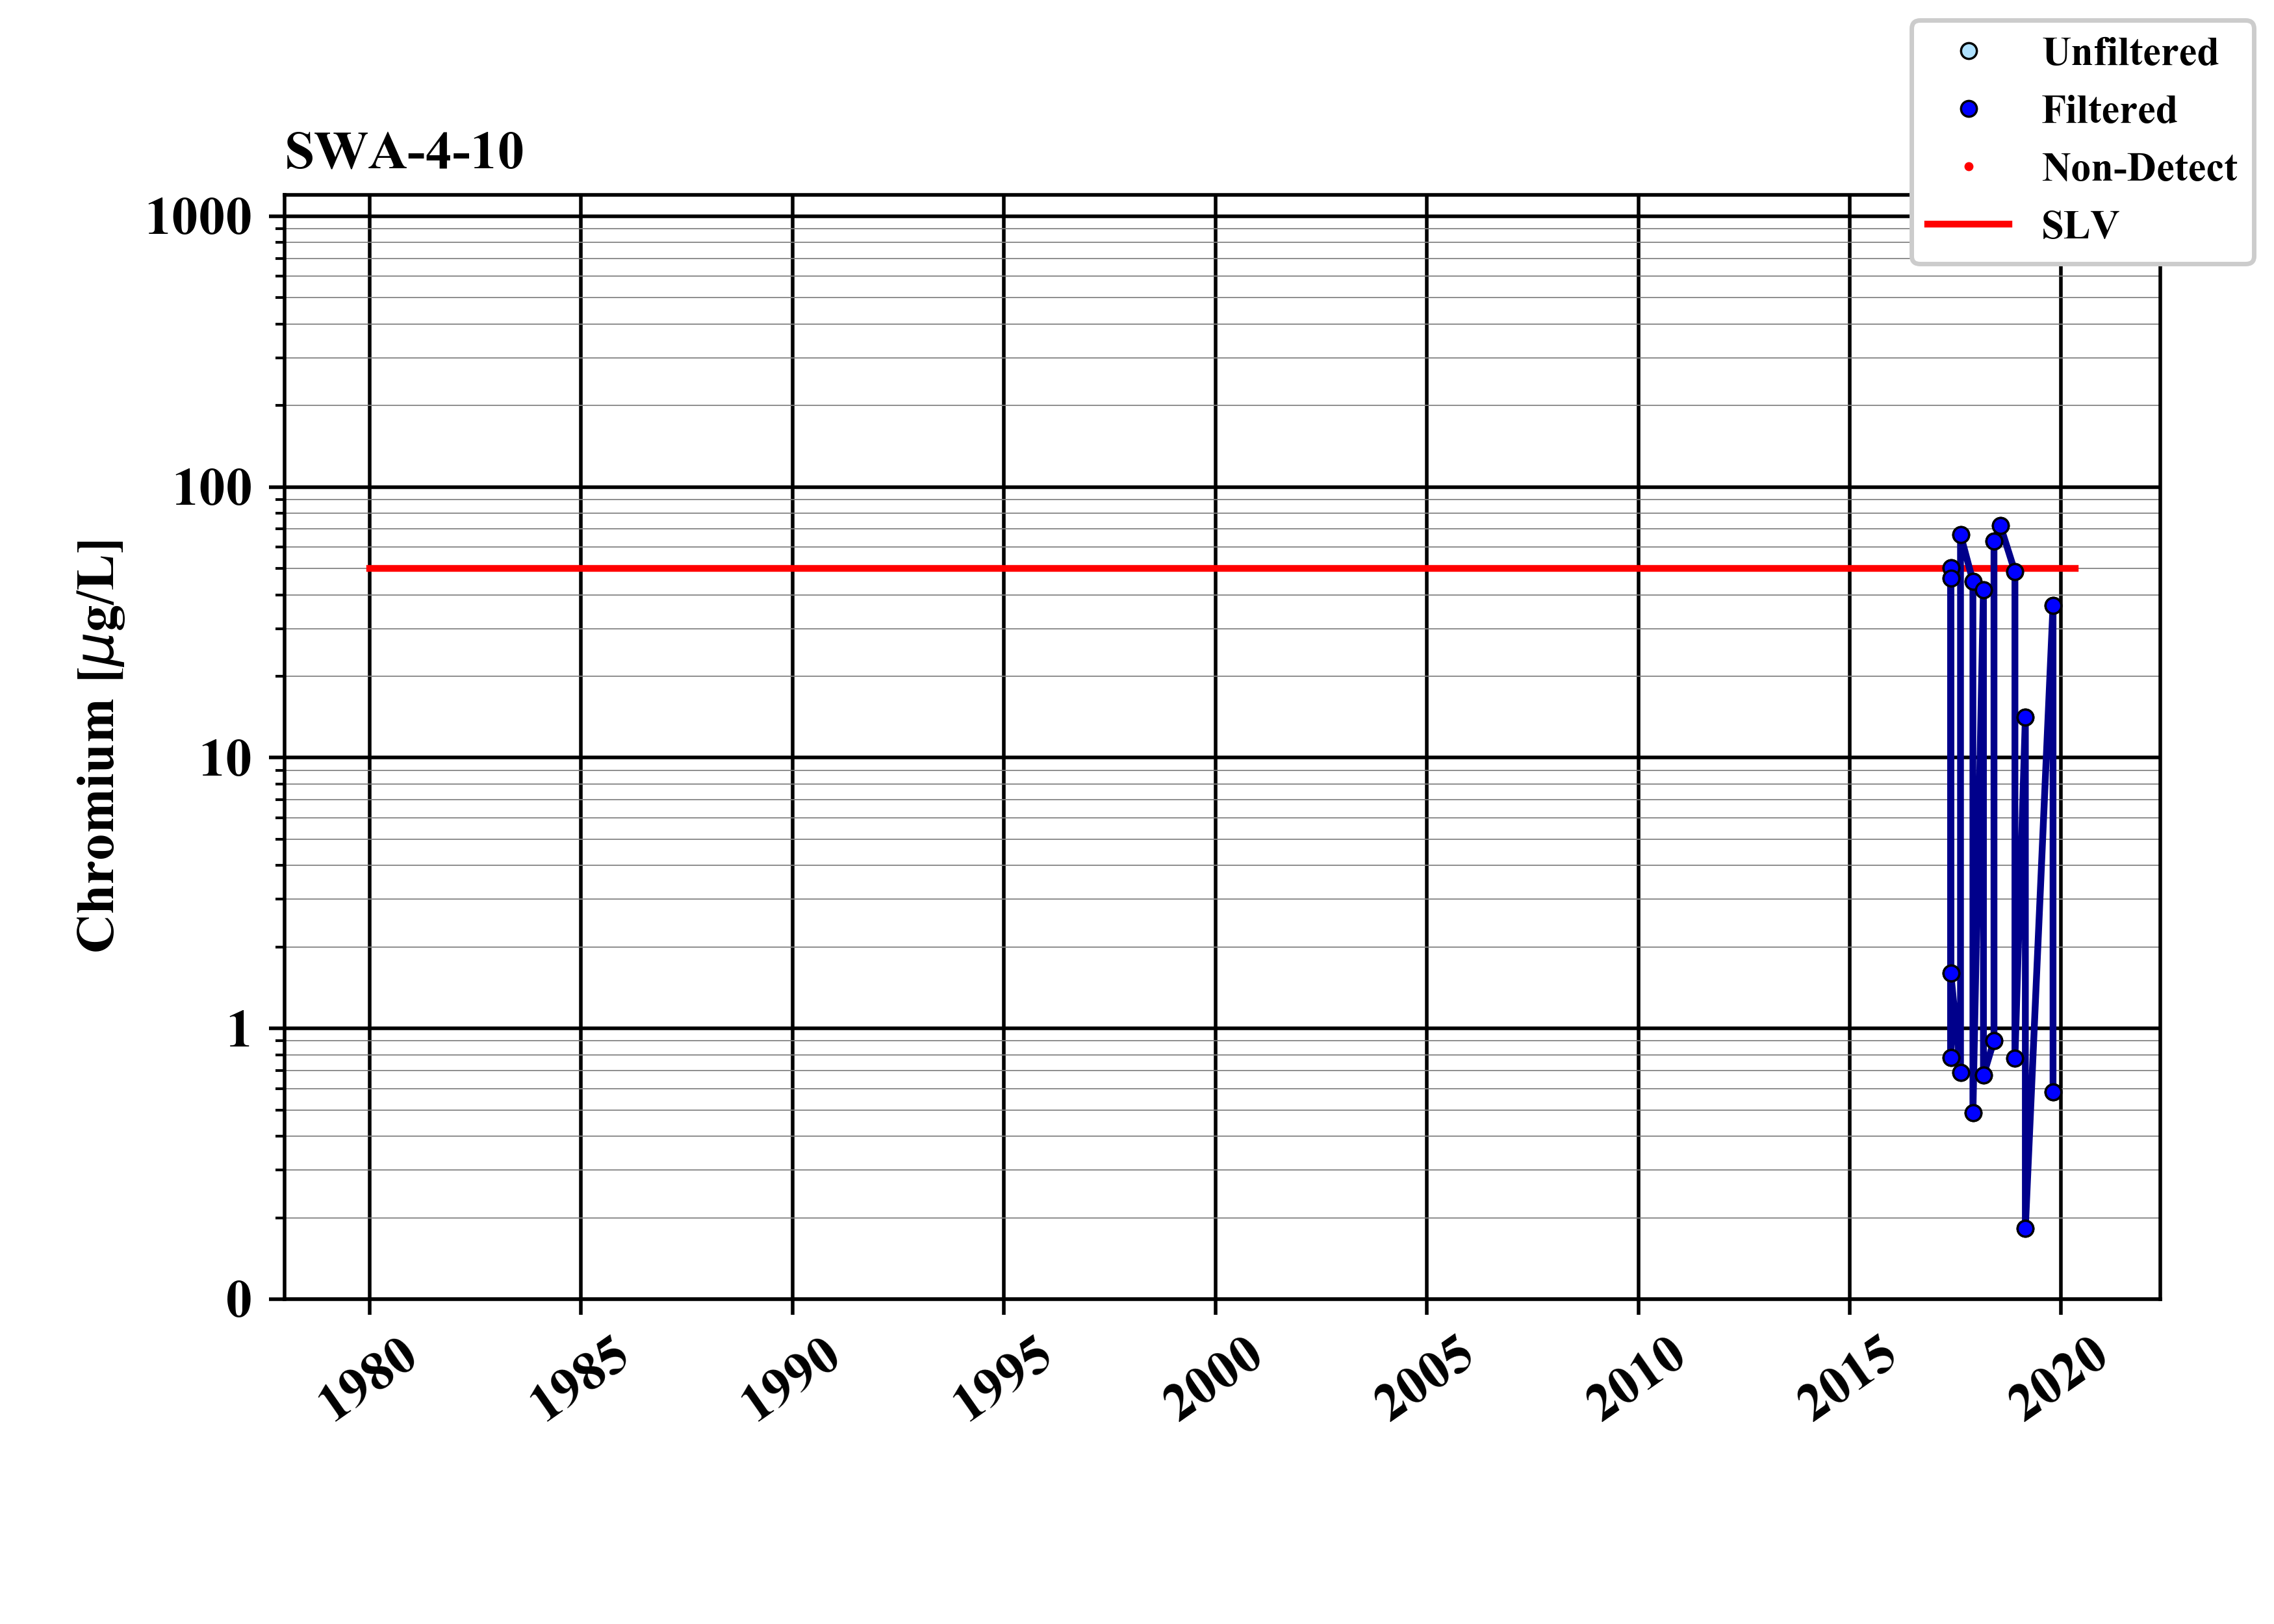 Unfiltered
Filtered
Non-Detect
SLV
SWA-4-10
1000
100
10
1
0
Chromium [μg/L]
1980
1985
1990
1995
2000
2005
2010
2015
2020